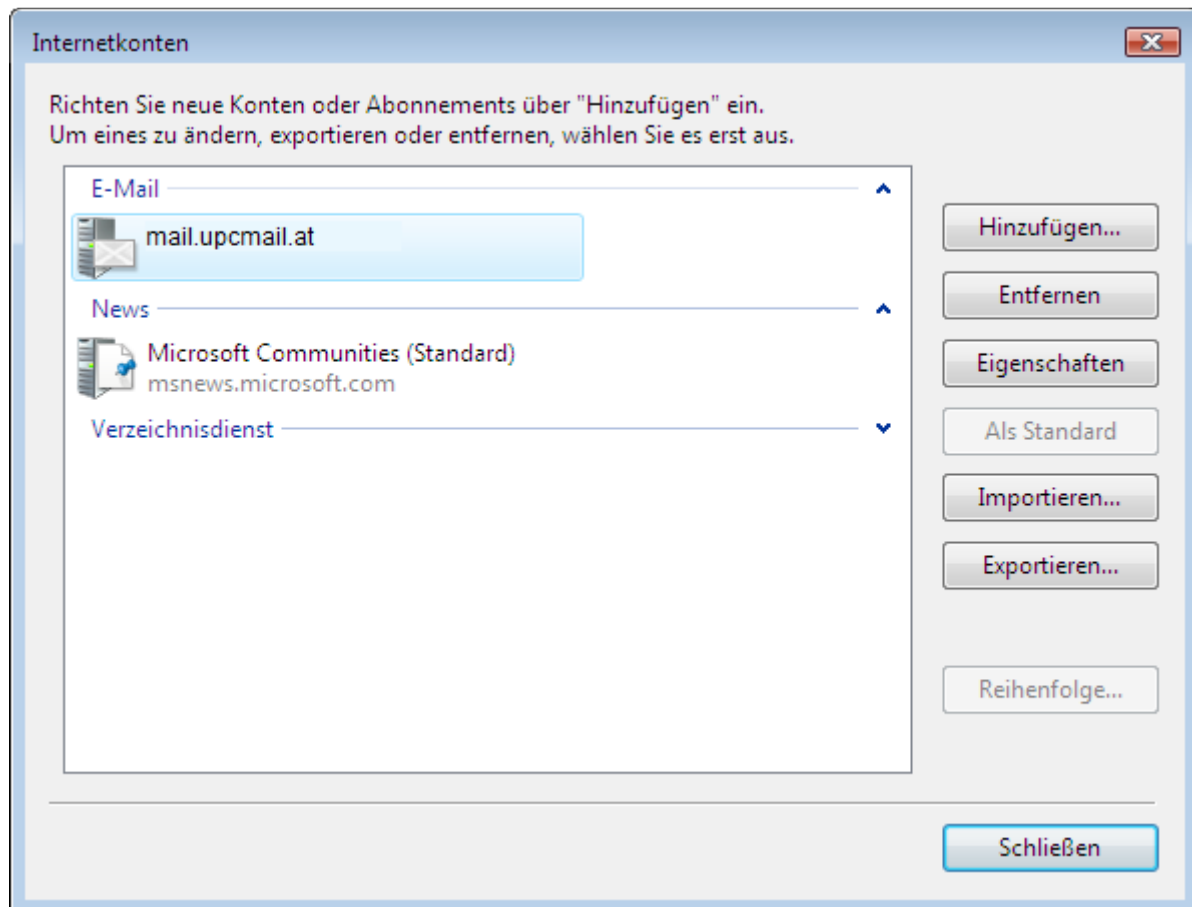 Internetkonten
Richten Sie neue Konten oder Abonnements über "Hinzufügen" ein.
Um eines zu ändern, exportieren oder entfernen, wählen Sie es erst aus.
E-Mail
mail.upcmail.at
News
Microsoft Communities (Standard)
msnews.microsoft.com
Verzeichnisdienst
Hinzufügen...
Entfernen
Eigenschaften
Als Standard
Importieren...
Exportieren...
Reihenfolge...
Schließen